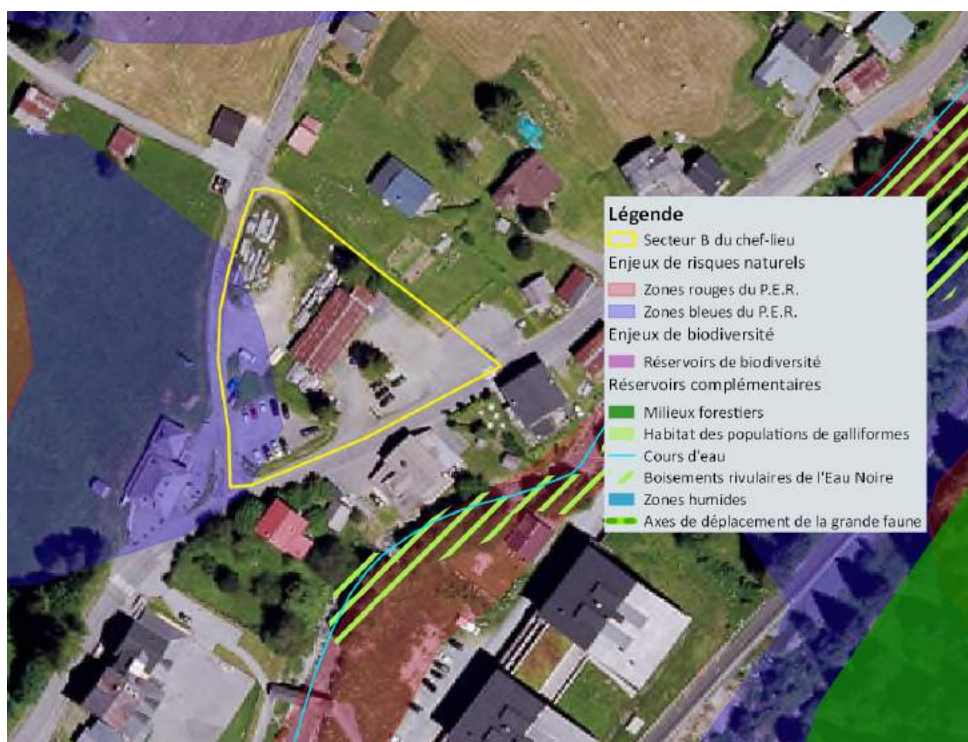 Légende
Secteur B du chef-lieu
Enjeux de risques naturels
Zones rouges du P.E.R.
Zones bleues du P.E.R.
Enjeux de biodiversité
Réservoirs de biodiversité
Réservoirs complémentaires
Milieux forestiers
Habitat des populations de galliformes
Cours d'eau
Boisements rivulaires de l'Eau Noire
Zones humides
Axes de déplacement de la grande faune